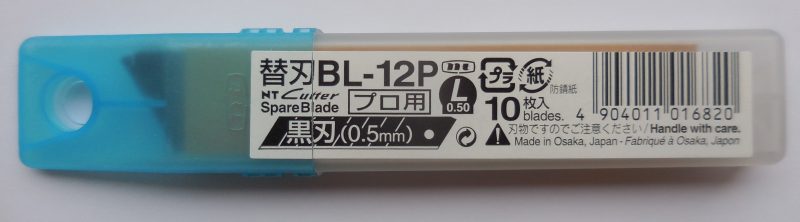 替刃BL-12P
NT Cutter
SpareBlade
プロ用
黒刃(0.5mm)
nt
L
0.50
プラ
紙
防錆紙
10枚入
blades.
4 904011 016820
刃物ですのでご注意ください/Handle with care.
Made in Osaka, Japan - Fabriqué à Osaka, Japon